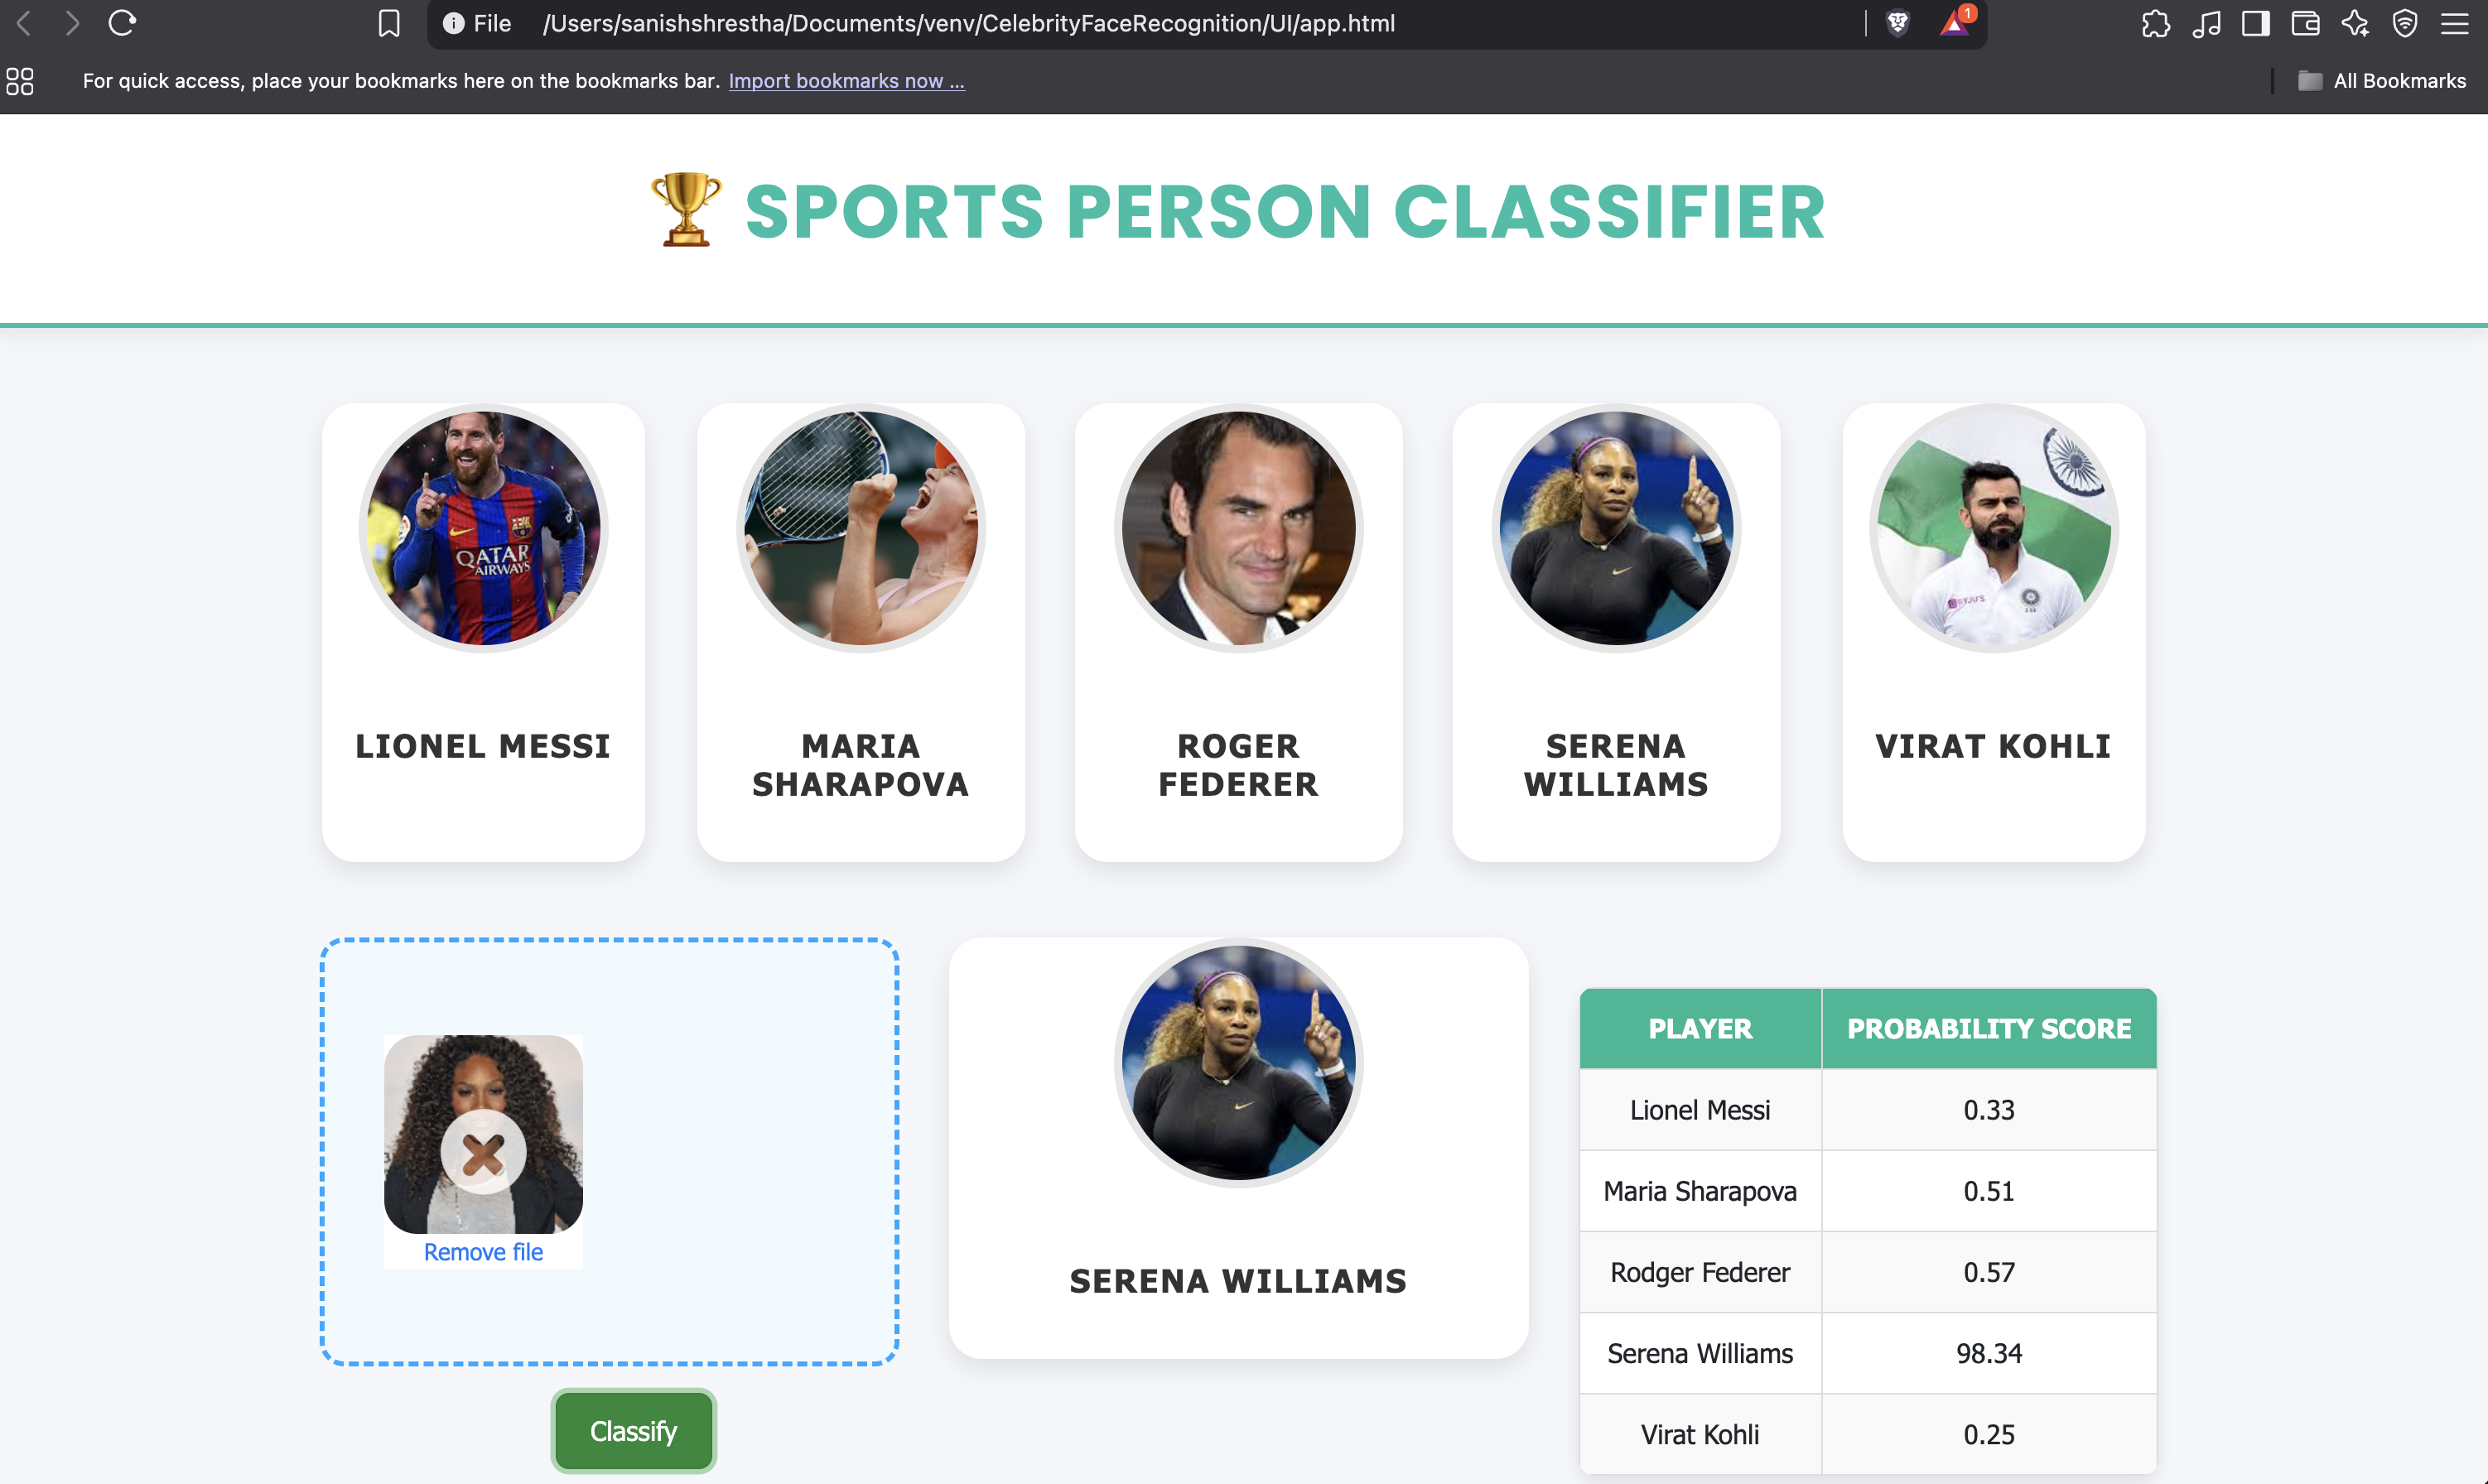 File /Users/sanishshrestha/Documents/venv/CelebrityFaceRecognition/UI/app.html
1
For quick access, place your bookmarks here on the bookmarks bar. Import bookmarks now ...
All Bookmarks
SPORTS PERSON CLASSIFIER
QATAR
AIRWAYS
BYJU'S
LIONEL MESSI
MARIA
SHARAPOVA
ROGER
FEDERER
SERENA
WILLIAMS
VIRAT KOHLI
Remove file
Classify
SERENA WILLIAMS
PLAYER PROBABILITY SCORE
Lionel Messi 0.33
Maria Sharapova 0.51
Rodger Federer 0.57
Serena Williams 98.34
Virat Kohli 0.25